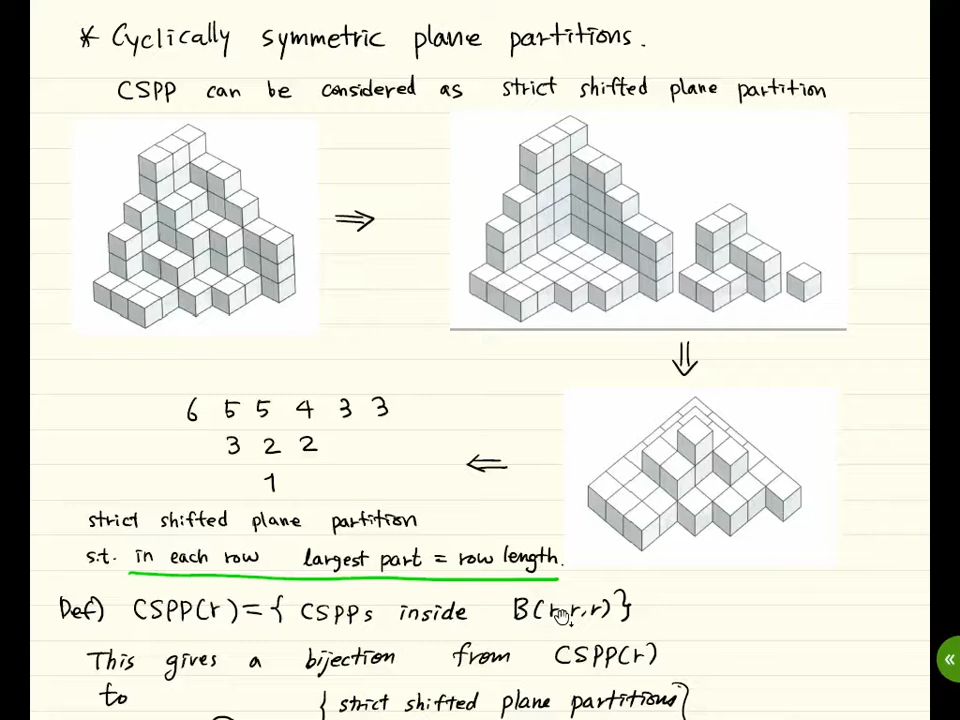 * Cyclically symmetric plane partitions.
CSPP can be considered as strict shifted plane partition
⇒
⇓
6 5 5 4 3 3
3 2 2
⇐
1
strict shifted plane partition
s.t. in each row largest part = row length.
Def) CSPP(r) = { CSPPs inside B(r,r,r) }
This gives a bijection from CSPP(r)
to { strict shifted plane partitions
«